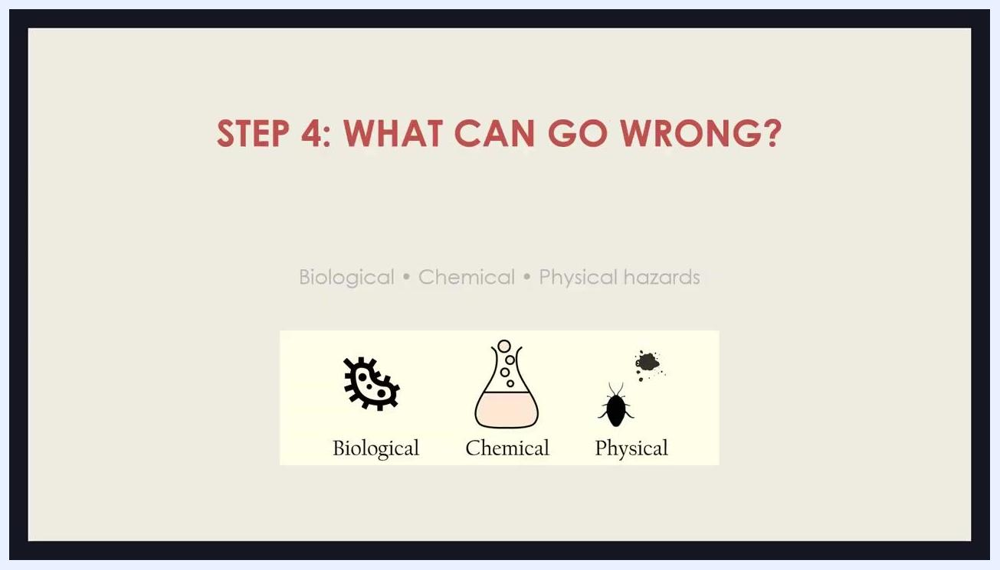 STEP 4: WHAT CAN GO WRONG?
Biological • Chemical • Physical hazards
Biological Chemical Physical